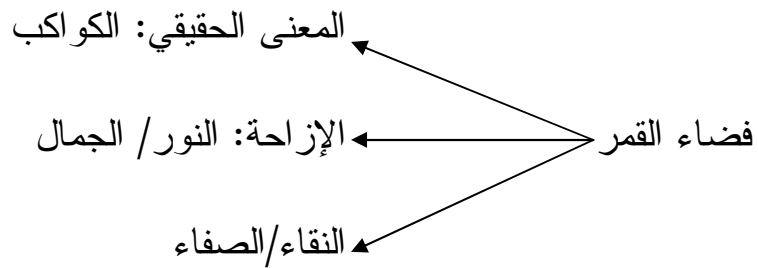 المعنى الحقيقي: الكواكب
فضاء القمر
الإزاحة: النور/ الجمال
النقاء/الصفاء